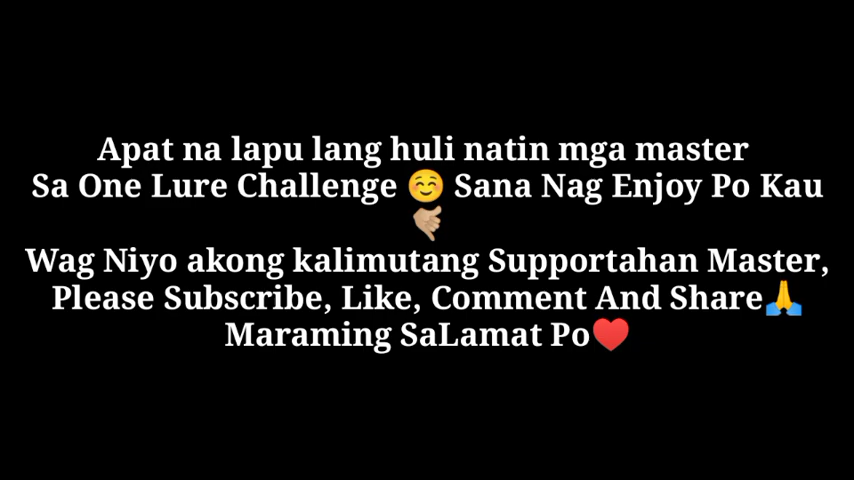 Apat na lapu lang huli natin mga master
Sa One Lure Challenge ☺️ Sana Nag Enjoy Po Kau
🤙🏼
Wag Niyo akong kalimutang Supportahan Master,
Please Subscribe, Like, Comment And Share🙏
Maraming SaLamat Po❤️